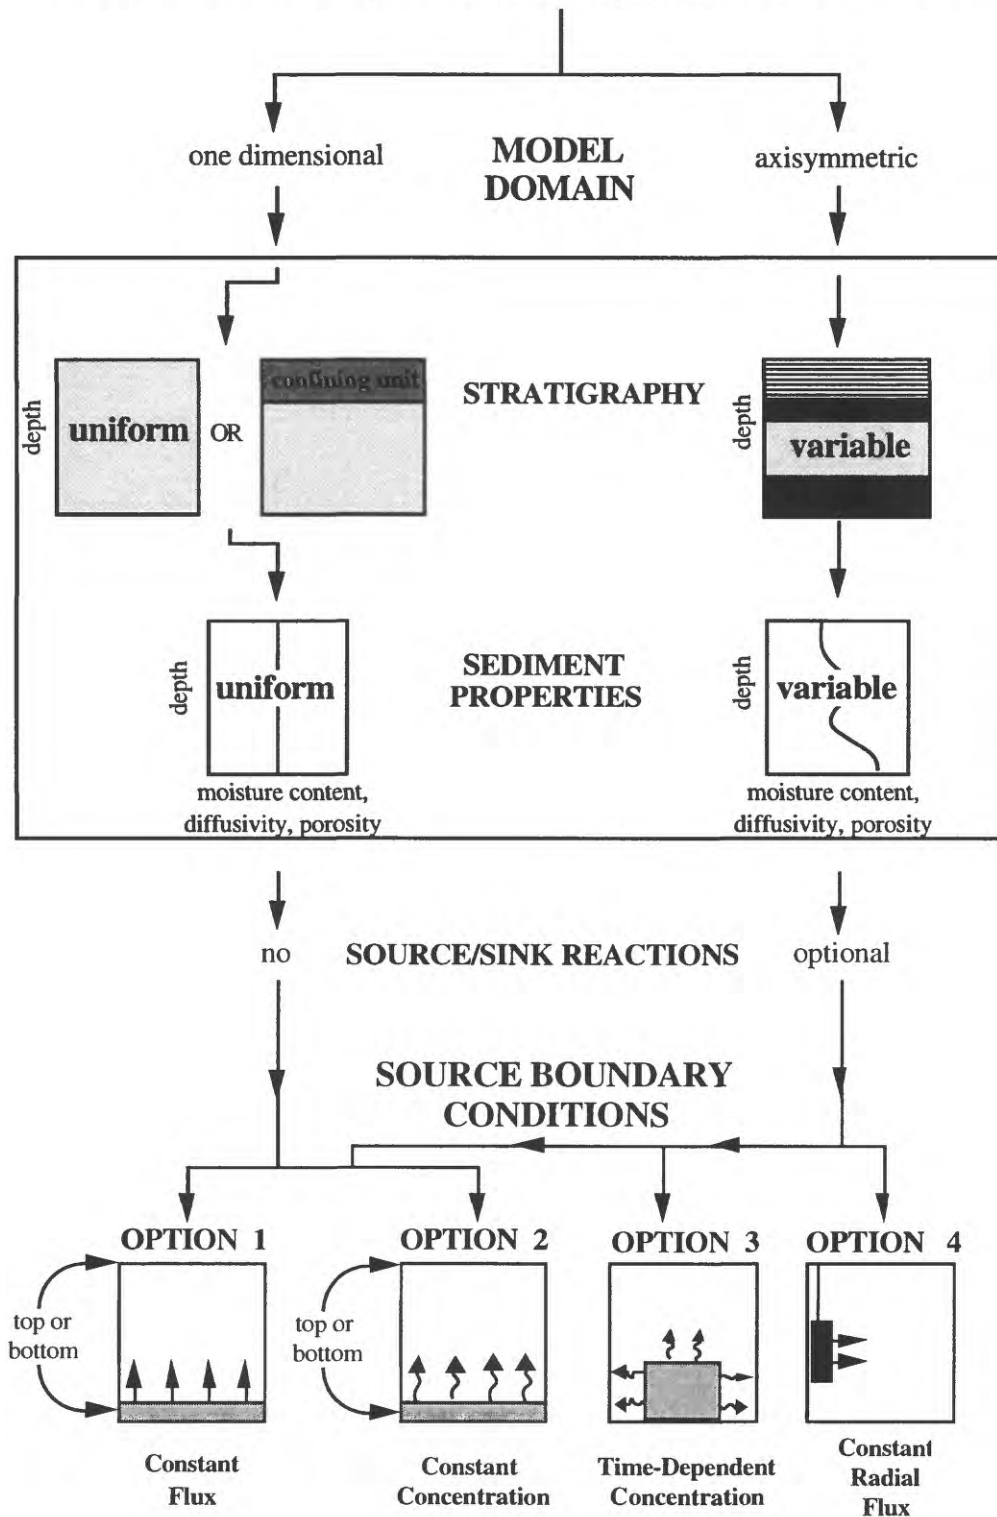 one dimensional
MODEL
DOMAIN
axisymmetric
depth
uniform
OR
confining unit
STRATIGRAPHY
depth
variable
depth
uniform
moisture content,
diffusivity, porosity
SEDIMENT
PROPERTIES
depth
variable
moisture content,
diffusivity, porosity
no
SOURCE/SINK REACTIONS
optional
SOURCE BOUNDARY
CONDITIONS
OPTION 1
top or
bottom
Constant
Flux
OPTION 2
top or
bottom
Constant
Concentration
OPTION 3
Time-Dependent
Concentration
OPTION 4
Constant
Radial
Flux